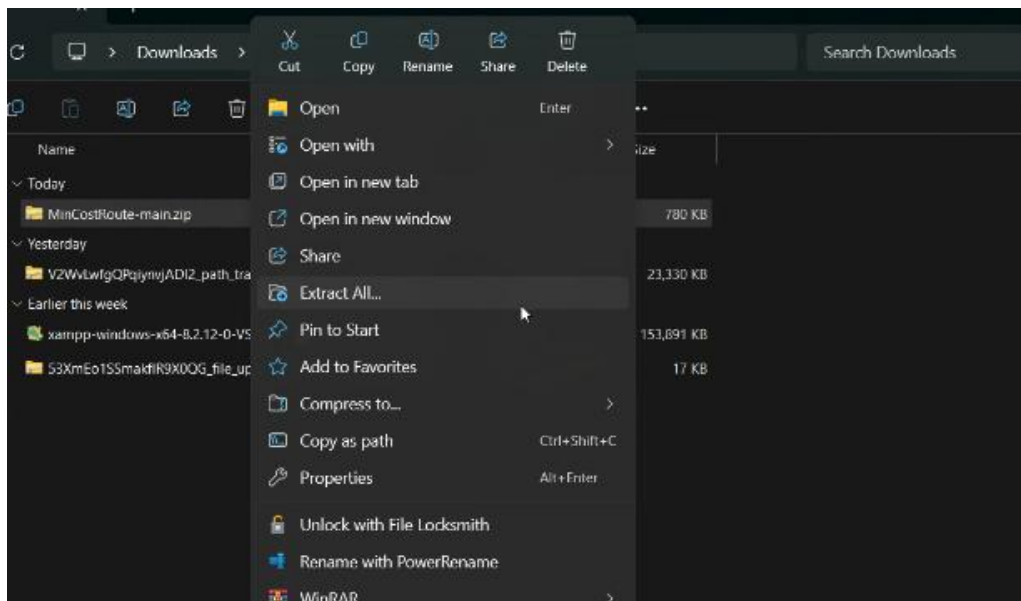 Downloads
Search Downloads
Cut Copy Rename Share Delete
Name
Size
Today
MinCostRoute-main.zip 780 KB
Yesterday
23,330 KB
Earlier this week
xampp-windows-x64-8.2.12-0-VS 153,891 KB
17 KB
Open Enter
Open with
Open in new tab
Open in new window
Share
Extract All...
Pin to Start
Add to Favorites
Compress to...
Copy as path Ctrl+Shift+C
Properties Alt+Enter
Unlock with File Locksmith
Rename with PowerRename
WinRAR